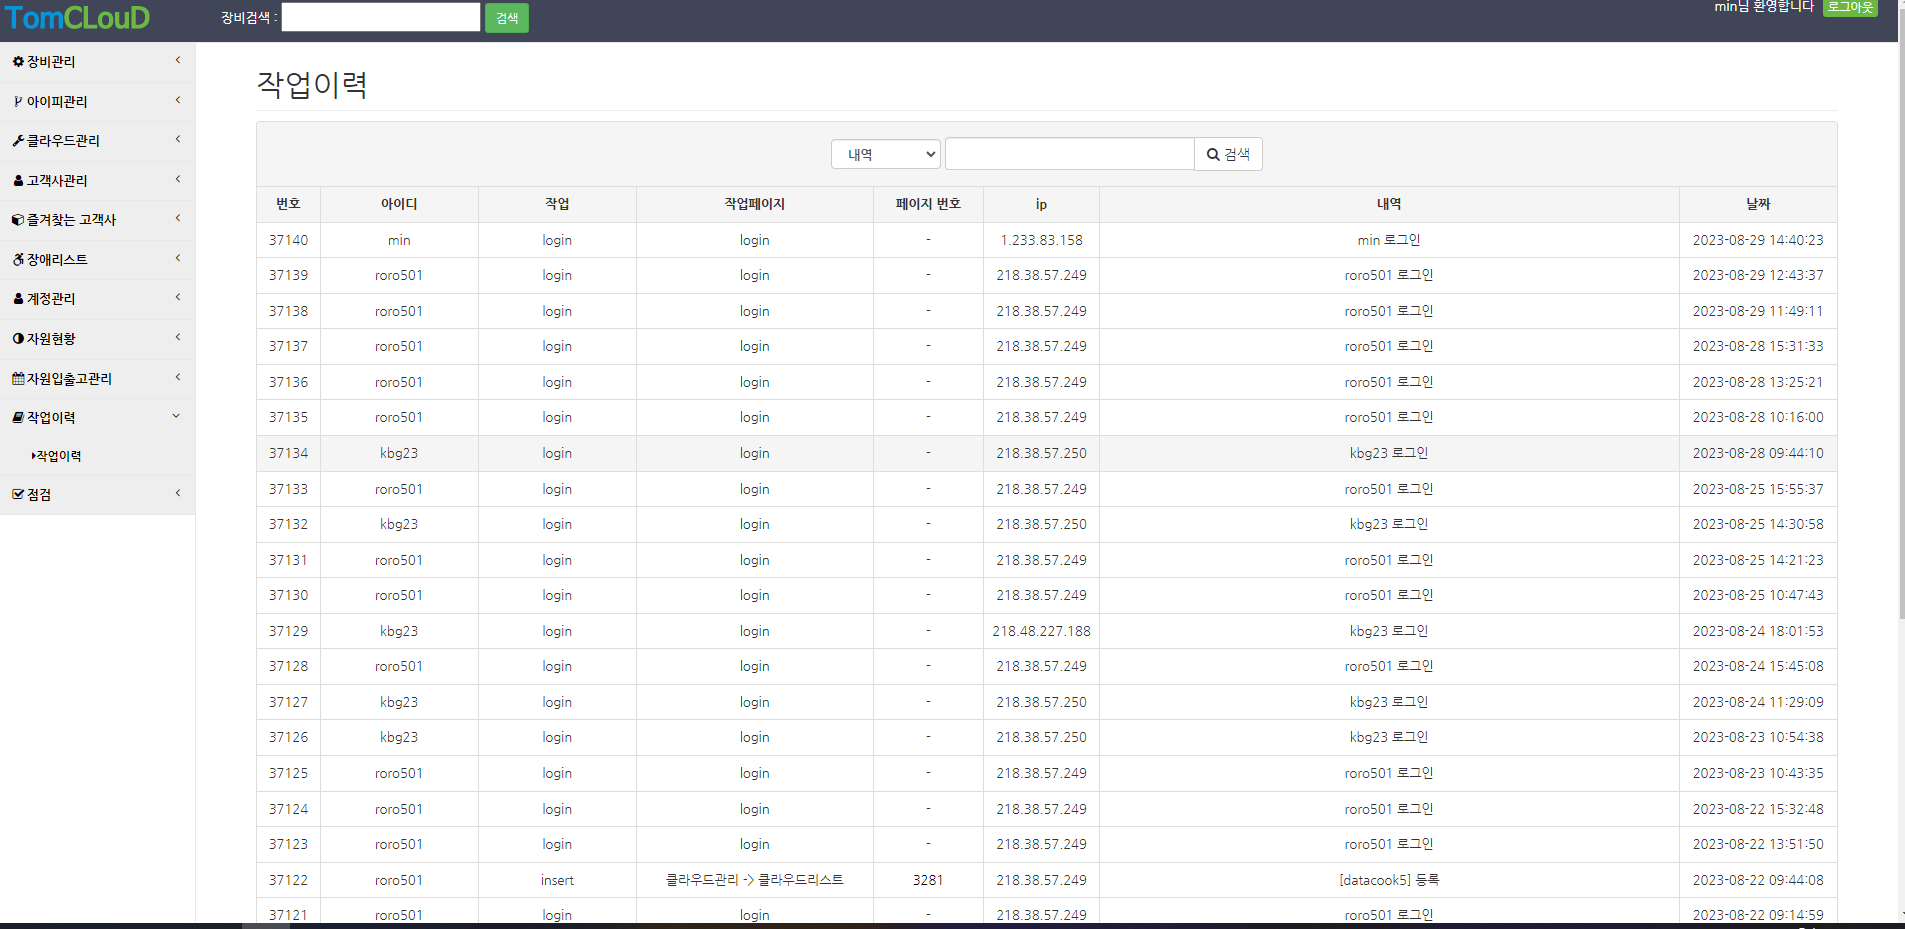 TomCLouD 장비검색 : 검색 min님 환영합니다 로그아웃
장비관리
아이피관리
클라우드관리
고객사관리
즐겨찾는 고객사
장애리스트
계정관리
자원현황
자원입출고관리
작업이력
작업이력
점검
작업이력
내역 검색
번호 아이디 작업 작업페이지 페이지 번호 ip 내역 날짜
37140 min login login - 1.233.83.158 min 로그인 2023-08-29 14:40:23
37139 roro501 login login - 218.38.57.249 roro501 로그인 2023-08-29 12:43:37
37138 roro501 login login - 218.38.57.249 roro501 로그인 2023-08-29 11:49:11
37137 roro501 login login - 218.38.57.249 roro501 로그인 2023-08-28 15:31:33
37136 roro501 login login - 218.38.57.249 roro501 로그인 2023-08-28 13:25:21
37135 roro501 login login - 218.38.57.249 roro501 로그인 2023-08-28 10:16:00
37134 kbg23 login login - 218.38.57.250 kbg23 로그인 2023-08-28 09:44:10
37133 roro501 login login - 218.38.57.249 roro501 로그인 2023-08-25 15:55:37
37132 kbg23 login login - 218.38.57.250 kbg23 로그인 2023-08-25 14:30:58
37131 roro501 login login - 218.38.57.249 roro501 로그인 2023-08-25 14:21:23
37130 roro501 login login - 218.38.57.249 roro501 로그인 2023-08-25 10:47:43
37129 kbg23 login login - 218.48.227.188 kbg23 로그인 2023-08-24 18:01:53
37128 roro501 login login - 218.38.57.249 roro501 로그인 2023-08-24 15:45:08
37127 kbg23 login login - 218.38.57.250 kbg23 로그인 2023-08-24 11:29:09
37126 kbg23 login login - 218.38.57.250 kbg23 로그인 2023-08-23 10:54:38
37125 roro501 login login - 218.38.57.249 roro501 로그인 2023-08-23 10:43:35
37124 roro501 login login - 218.38.57.249 roro501 로그인 2023-08-22 15:32:48
37123 roro501 login login - 218.38.57.249 roro501 로그인 2023-08-22 13:51:50
37122 roro501 insert 클라우드관리 -> 클라우드리스트 3281 218.38.57.249 [datacook5] 등록 2023-08-22 09:44:08
37121 roro501 login login - 218.38.57.249 roro501 로그인 2023-08-22 09:14:59